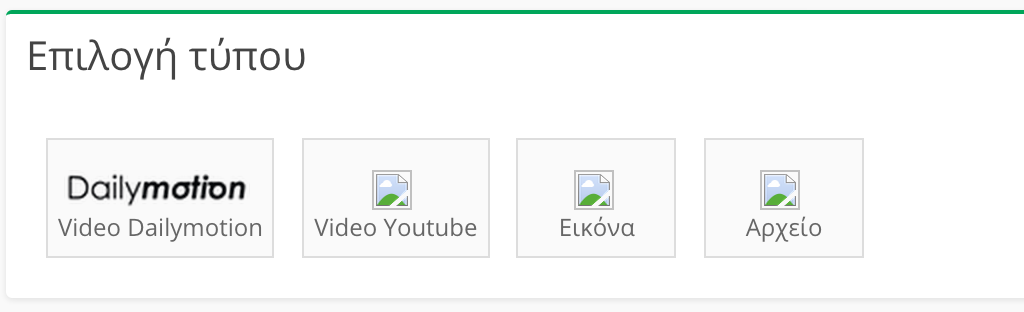 Επιλογή τύπου
Dailymotion
Video Dailymotion
Video Youtube
Εικόνα
Αρχείο